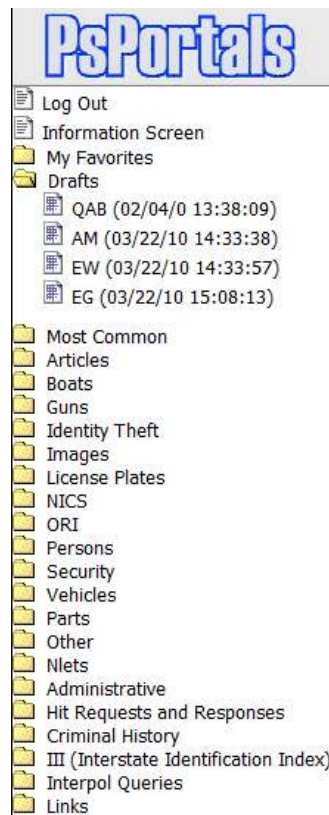 PsPortals
Log Out
Information Screen
My Favorites
Drafts
QAB (02/04/0 13:38:09)
AM (03/22/10 14:33:38)
EW (03/22/10 14:33:57)
EG (03/22/10 15:08:13)
Most Common
Articles
Boats
Guns
Identity Theft
Images
License Plates
NICS
ORI
Persons
Security
Vehicles
Parts
Other
Nlets
Administrative
Hit Requests and Responses
Criminal History
III (Interstate Identification Index)
Interpol Queries
Links